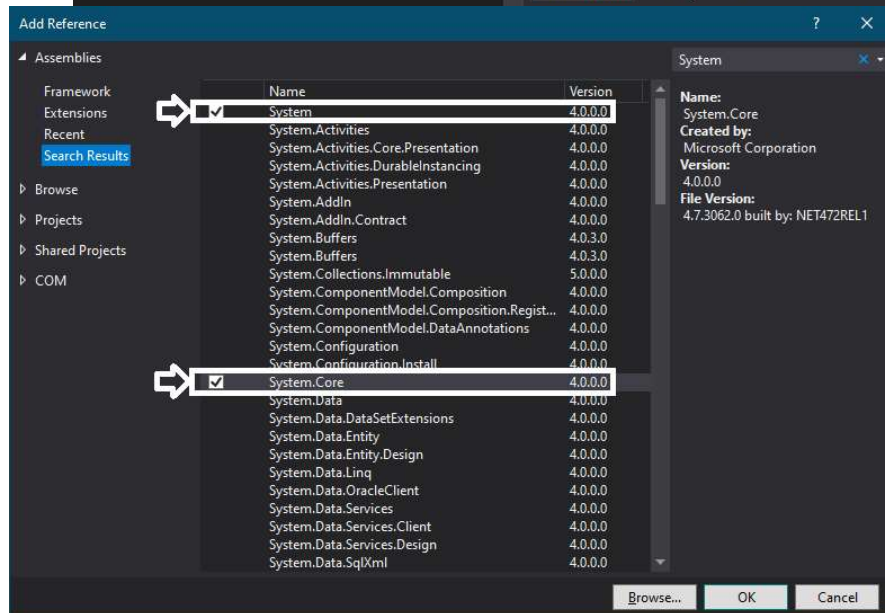 Add Reference
?
Assemblies
System
Framework
Extensions
Recent
Search Results
Browse
Projects
Shared Projects
COM
Name Version
System 4.0.0.0
System.Activities 4.0.0.0
System.Activities.Core.Presentation 4.0.0.0
System.Activities.DurableInstancing 4.0.0.0
System.Activities.Presentation 4.0.0.0
System.AddIn 4.0.0.0
System.AddIn.Contract 4.0.0.0
System.Buffers 4.0.3.0
System.Buffers 4.0.3.0
System.Collections.Immutable 5.0.0.0
System.ComponentModel.Composition 4.0.0.0
System.ComponentModel.Composition.Regist... 4.0.0.0
System.ComponentModel.DataAnnotations 4.0.0.0
System.Configuration 4.0.0.0
System.Configuration.Install 4.0.0.0
System.Core 4.0.0.0
System.Data 4.0.0.0
System.Data.DataSetExtensions 4.0.0.0
System.Data.Entity 4.0.0.0
System.Data.Entity.Design 4.0.0.0
System.Data.Linq 4.0.0.0
System.Data.OracleClient 4.0.0.0
System.Data.Services 4.0.0.0
System.Data.Services.Client 4.0.0.0
System.Data.Services.Design 4.0.0.0
System.Data.SqlXml 4.0.0.0
Name:
System.Core
Created by:
Microsoft Corporation
Version:
4.0.0.0
File Version:
4.7.3062.0 built by: NET472REL1
Browse... OK Cancel